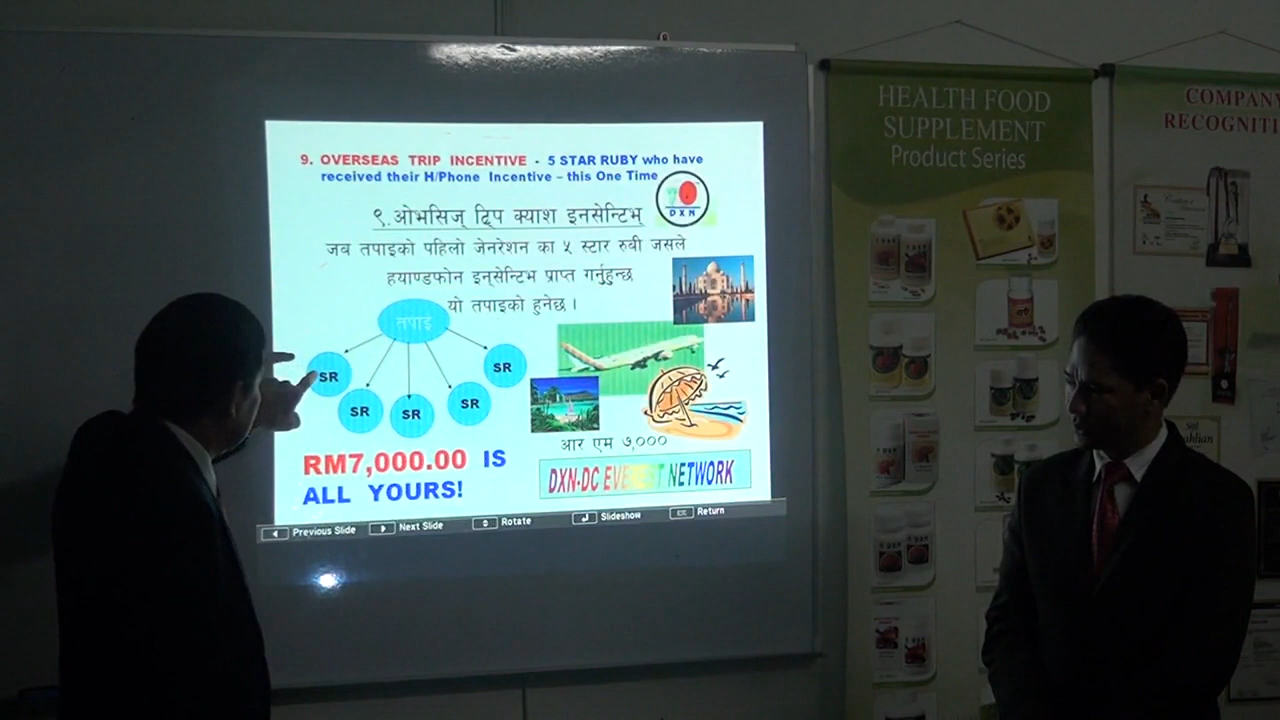 9. OVERSEAS TRIP INCENTIVE - 5 STAR RUBY who have
received their H/Phone Incentive – this One Time
DXN
९. ओभसिज् ट्रिप क्याश इनसेन्टिभ्
जब तपाइको पहिलो जेनरेशन का ५ स्टार रुवी जसले
हयाण्डफोन इन्सेन्टिभ प्राप्त गर्नुहुन्छ
यो तपाइको हुनेछ ।
तपाइ
SR
SR
SR
SR
SR
आर एम ७,०००
RM7,000.00 IS
ALL YOURS!
DXN-DC EVEREST NETWORK
Previous Slide
Next Slide
Rotate
Slideshow
ESC Return
HEALTH FOOD
SUPPLEMENT
Product Series
COMPANY
RECOGNITI